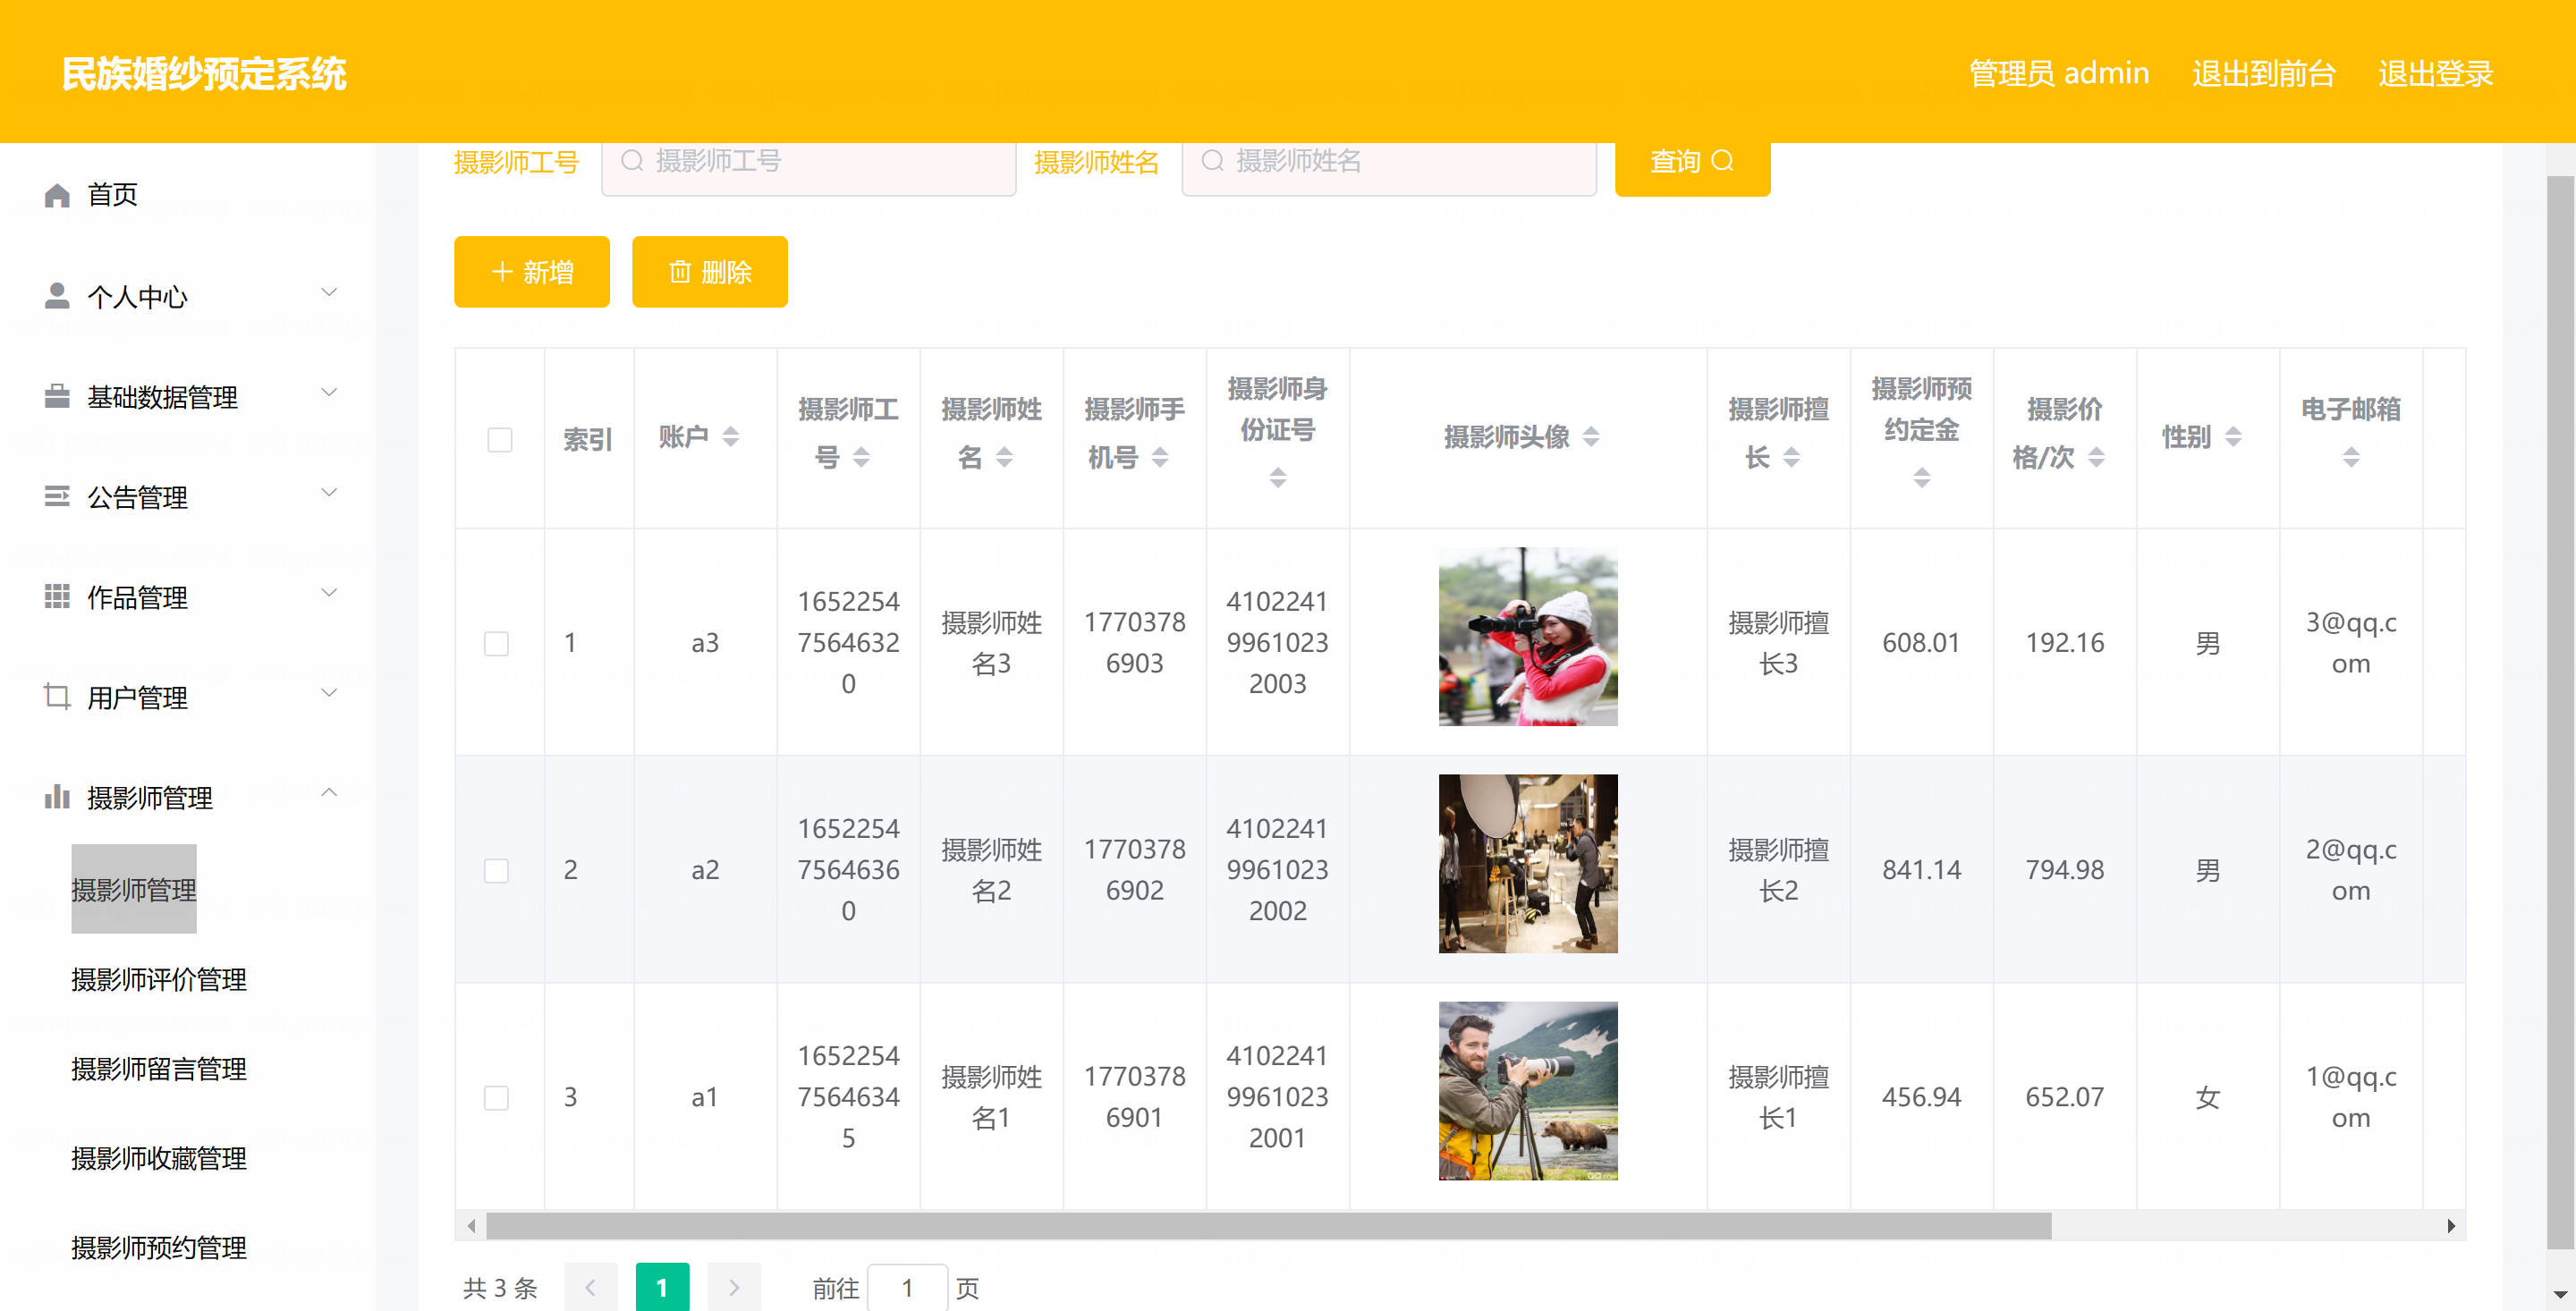 民族婚纱预定系统
管理员 admin 退出到前台 退出登录
摄影师工号 摄影师工号 摄影师姓名 摄影师姓名 查询
首页
新增 删除
个人中心
基础数据管理
公告管理
作品管理
用户管理
摄影师管理
摄影师管理
摄影师评价管理
摄影师留言管理
摄影师收藏管理
摄影师预约管理
索引 账户 摄影师工号 摄影师姓名 摄影师手机号 摄影师身份证号 摄影师头像 摄影师擅长 摄影师预约定金 摄影价格/次 性别 电子邮箱
1 a3 165225475646320 摄影师姓名3 17703786903 410224199610232003 摄影师擅长3 608.01 192.16 男 3@qq.com
2 a2 165225475646360 摄影师姓名2 17703786902 410224199610232002 摄影师擅长2 841.14 794.98 男 2@qq.com
3 a1 165225475646345 摄影师姓名1 17703786901 410224199610232001 摄影师擅长1 456.94 652.07 女 1@qq.com
共 3 条 1 前往 1 页